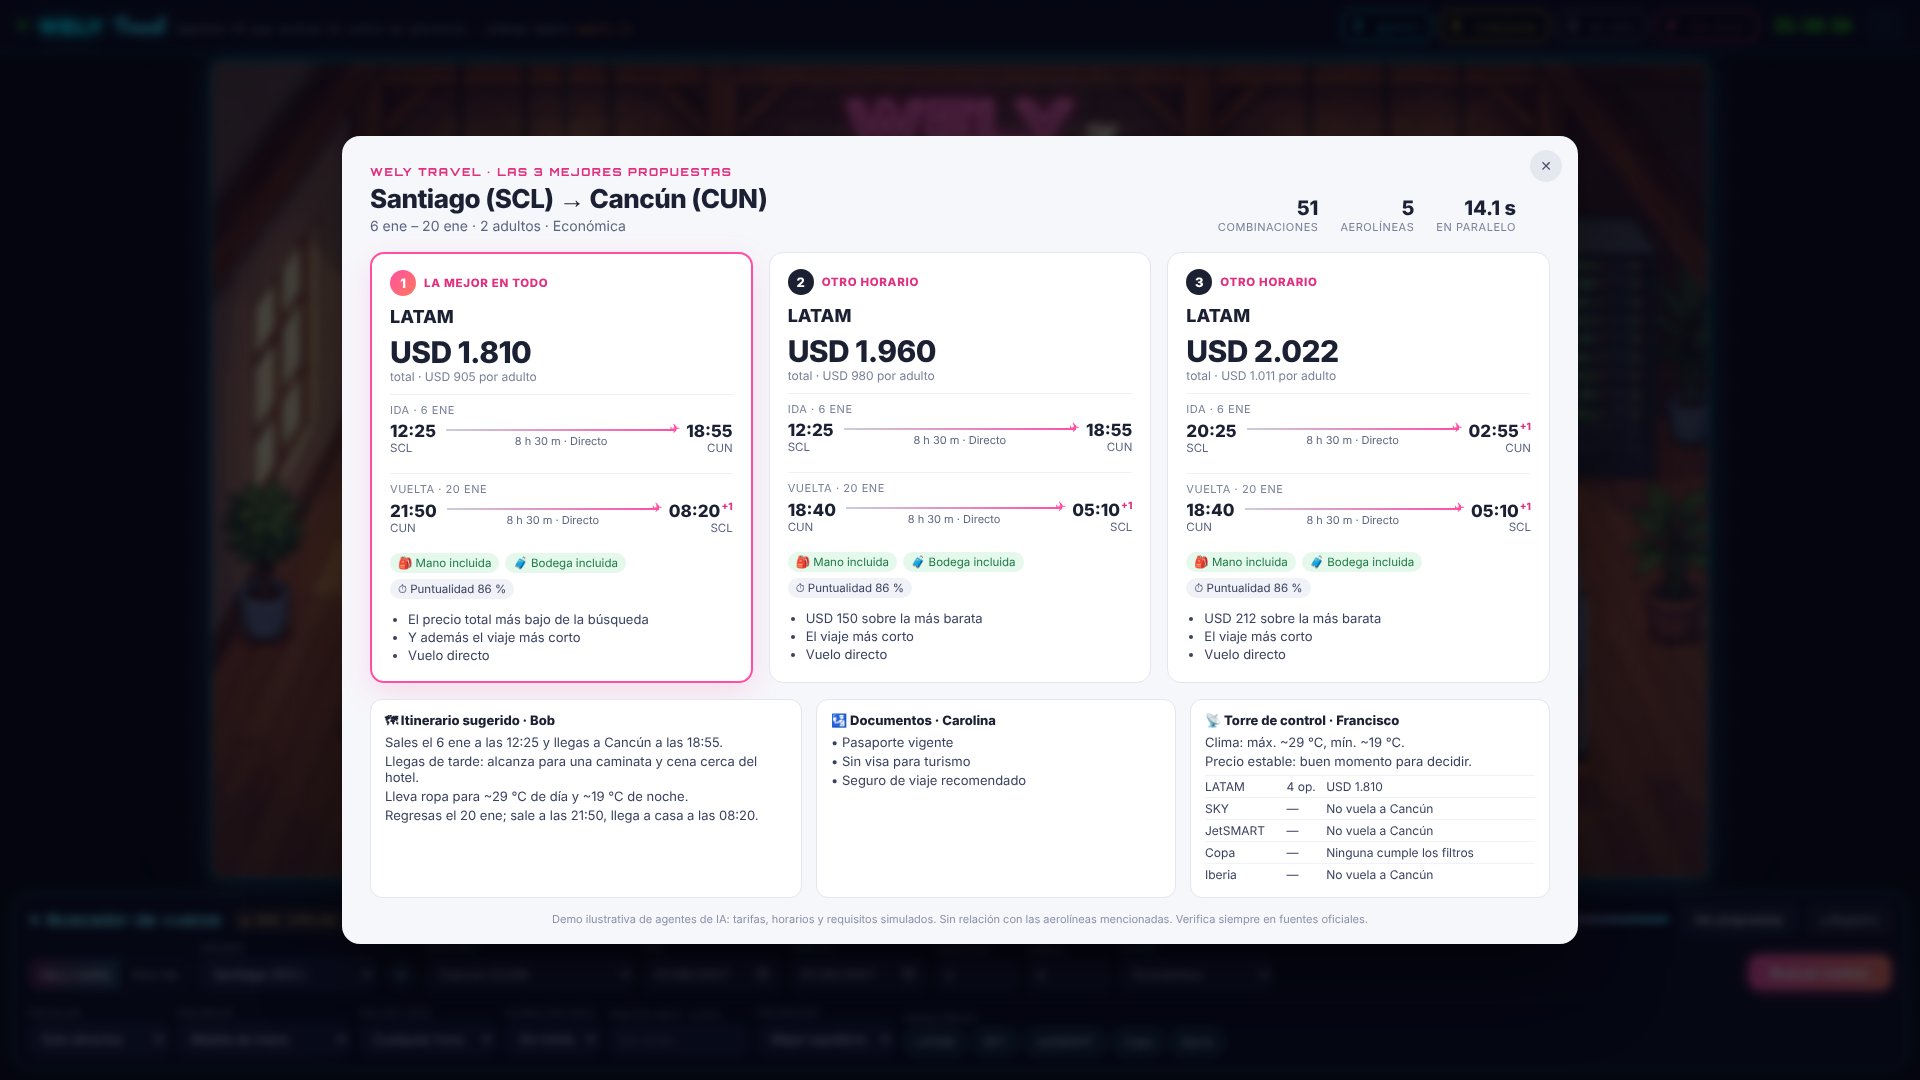 WELY TRAVEL · LAS 3 MEJORES PROPUESTAS
Santiago (SCL) → Cancún (CUN)
6 ene – 20 ene · 2 adultos · Económica
51
COMBINACIONES
5
AEROLÍNEAS
14.1 s
EN PARALELO
×
1 LA MEJOR EN TODO
LATAM
USD 1.810
total · USD 905 por adulto
IDA · 6 ENE
12:25 18:55
8 h 30 m · Directo
SCL CUN
VUELTA · 20 ENE
21:50 08:20+1
8 h 30 m · Directo
CUN SCL
Mano incluida Bodega incluida
Puntualidad 86 %
• El precio total más bajo de la búsqueda
• Y además el viaje más corto
• Vuelo directo
2 OTRO HORARIO
LATAM
USD 1.960
total · USD 980 por adulto
IDA · 6 ENE
12:25 18:55
8 h 30 m · Directo
SCL CUN
VUELTA · 20 ENE
18:40 05:10+1
8 h 30 m · Directo
CUN SCL
Mano incluida Bodega incluida
Puntualidad 86 %
• USD 150 sobre la más barata
• El viaje más corto
• Vuelo directo
3 OTRO HORARIO
LATAM
USD 2.022
total · USD 1.011 por adulto
IDA · 6 ENE
20:25 02:55+1
8 h 30 m · Directo
SCL CUN
VUELTA · 20 ENE
18:40 05:10+1
8 h 30 m · Directo
CUN SCL
Mano incluida Bodega incluida
Puntualidad 86 %
• USD 212 sobre la más barata
• El viaje más corto
• Vuelo directo
Itinerario sugerido · Bob
Sales el 6 ene a las 12:25 y llegas a Cancún a las 18:55.
Llegas de tarde: alcanza para una caminata y cena cerca del
hotel.
Lleva ropa para ~29 °C de día y ~19 °C de noche.
Regresas el 20 ene; sale a las 21:50, llega a casa a las 08:20.
Documentos · Carolina
• Pasaporte vigente
• Sin visa para turismo
• Seguro de viaje recomendado
Torre de control · Francisco
Clima: máx. ~29 °C, mín. ~19 °C.
Precio estable: buen momento para decidir.
LATAM 4 op. USD 1.810
SKY — No vuela a Cancún
JetSMART — No vuela a Cancún
Copa — Ninguna cumple los filtros
Iberia — No vuela a Cancún
Demo ilustrativa de agentes de IA: tarifas, horarios y requisitos simulados. Sin relación con las aerolíneas mencionadas. Verifica siempre en fuentes oficiales.